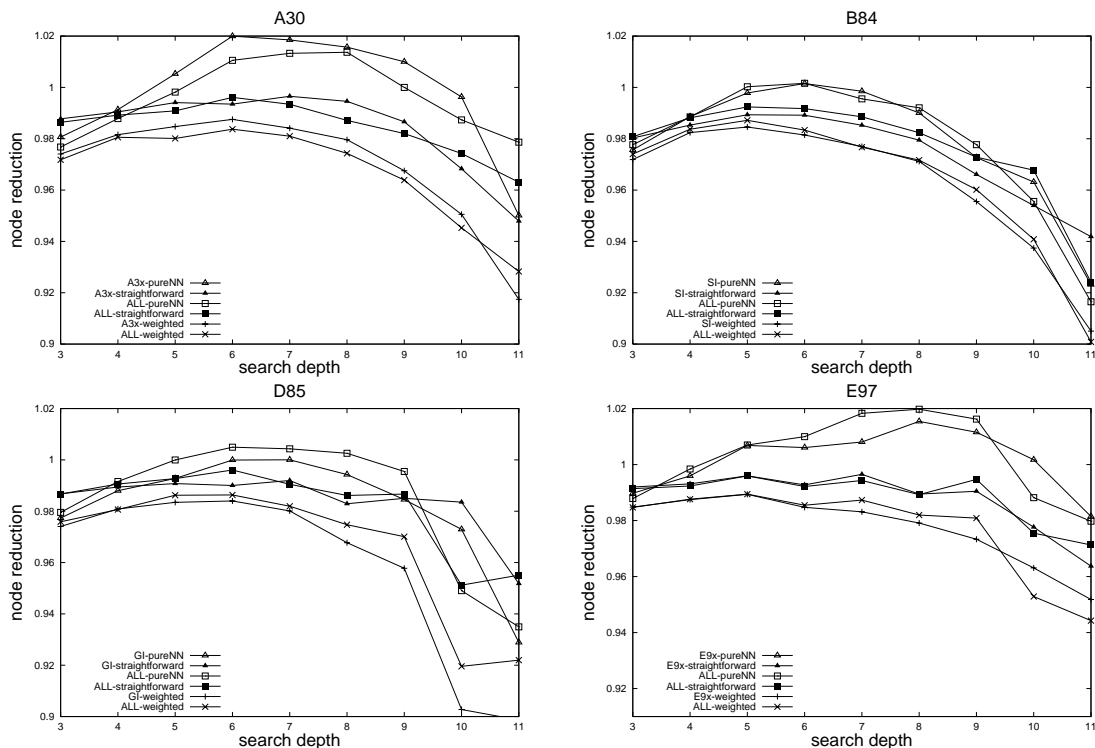 A30
node reduction
1.02
1
0.98
0.96
0.94
0.92
0.9
A3x-pureNN
A3x-straightforward
ALL-pureNN
ALL-straightforward
A3x-weighted
ALL-weighted
3 4 5 6 7 8 9 10 11
search depth
B84
node reduction
1.02
1
0.98
0.96
0.94
0.92
0.9
SI-pureNN
SI-straightforward
ALL-pureNN
ALL-straightforward
SI-weighted
ALL-weighted
3 4 5 6 7 8 9 10 11
search depth
D85
node reduction
1.02
1
0.98
0.96
0.94
0.92
0.9
GI-pureNN
GI-straightforward
ALL-pureNN
ALL-straightforward
GI-weighted
ALL-weighted
3 4 5 6 7 8 9 10 11
search depth
E97
node reduction
1.02
1
0.98
0.96
0.94
0.92
E9x-pureNN
E9x-straightforward
ALL-pureNN
ALL-straightforward
E9x-weighted
ALL-weighted
3 4 5 6 7 8 9 10 11
search depth